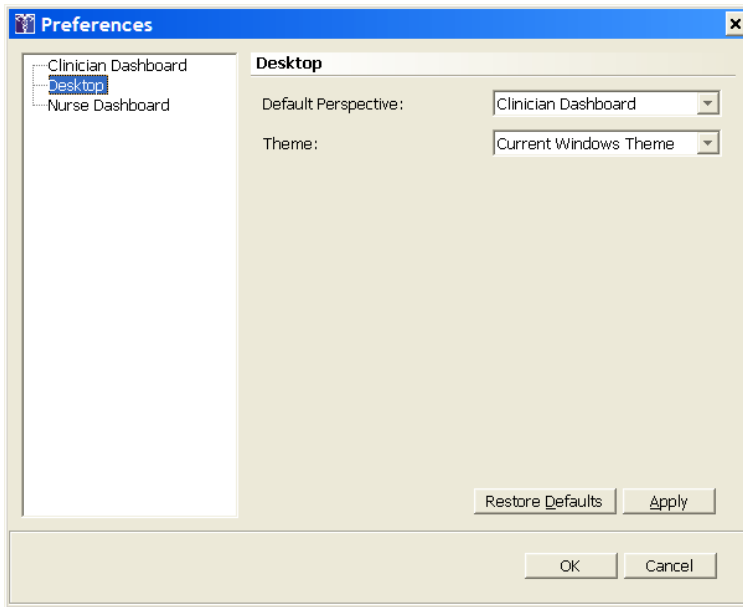 Preferences
Clinician Dashboard
Desktop
Nurse Dashboard
Desktop
Default Perspective: Clinician Dashboard
Theme: Current Windows Theme
Restore Defaults Apply
OK Cancel